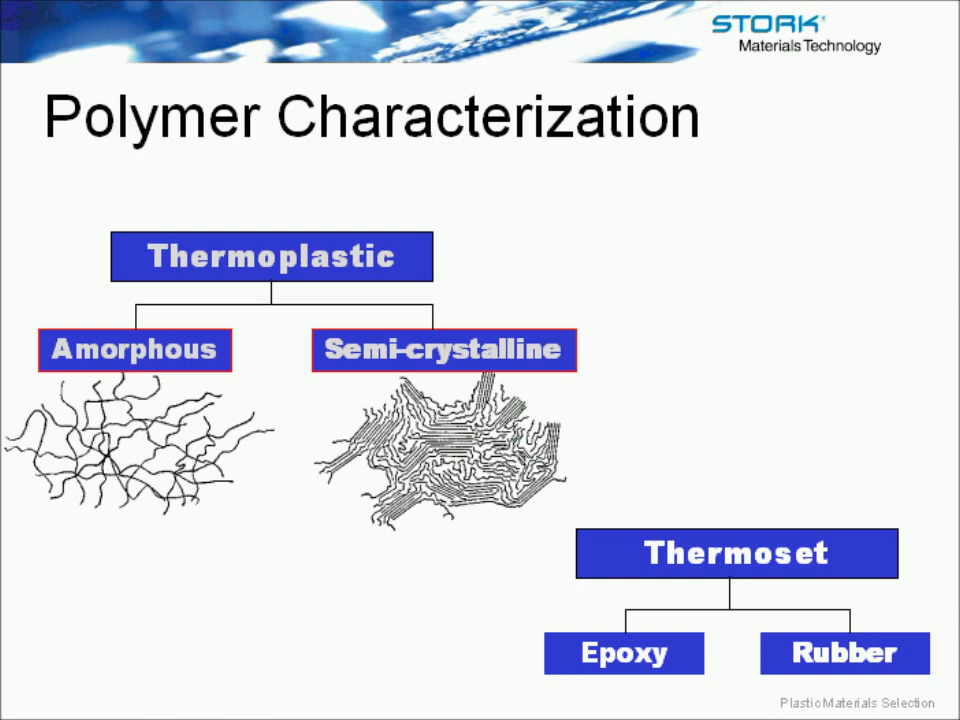 STORK
Materials Technology
Polymer Characterization
Thermoplastic
Amorphous
Semi-crystalline
Thermoset
Epoxy
Rubber
Plastic Materials Selection